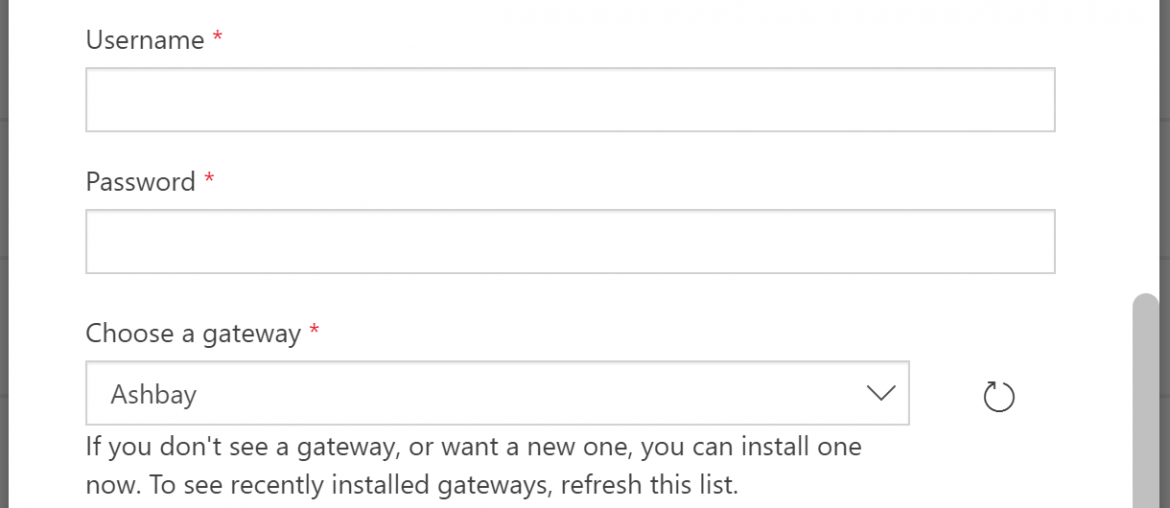 Username *
Password *
Choose a gateway *
Ashbay
If you don't see a gateway, or want a new one, you can install one
now. To see recently installed gateways, refresh this list.